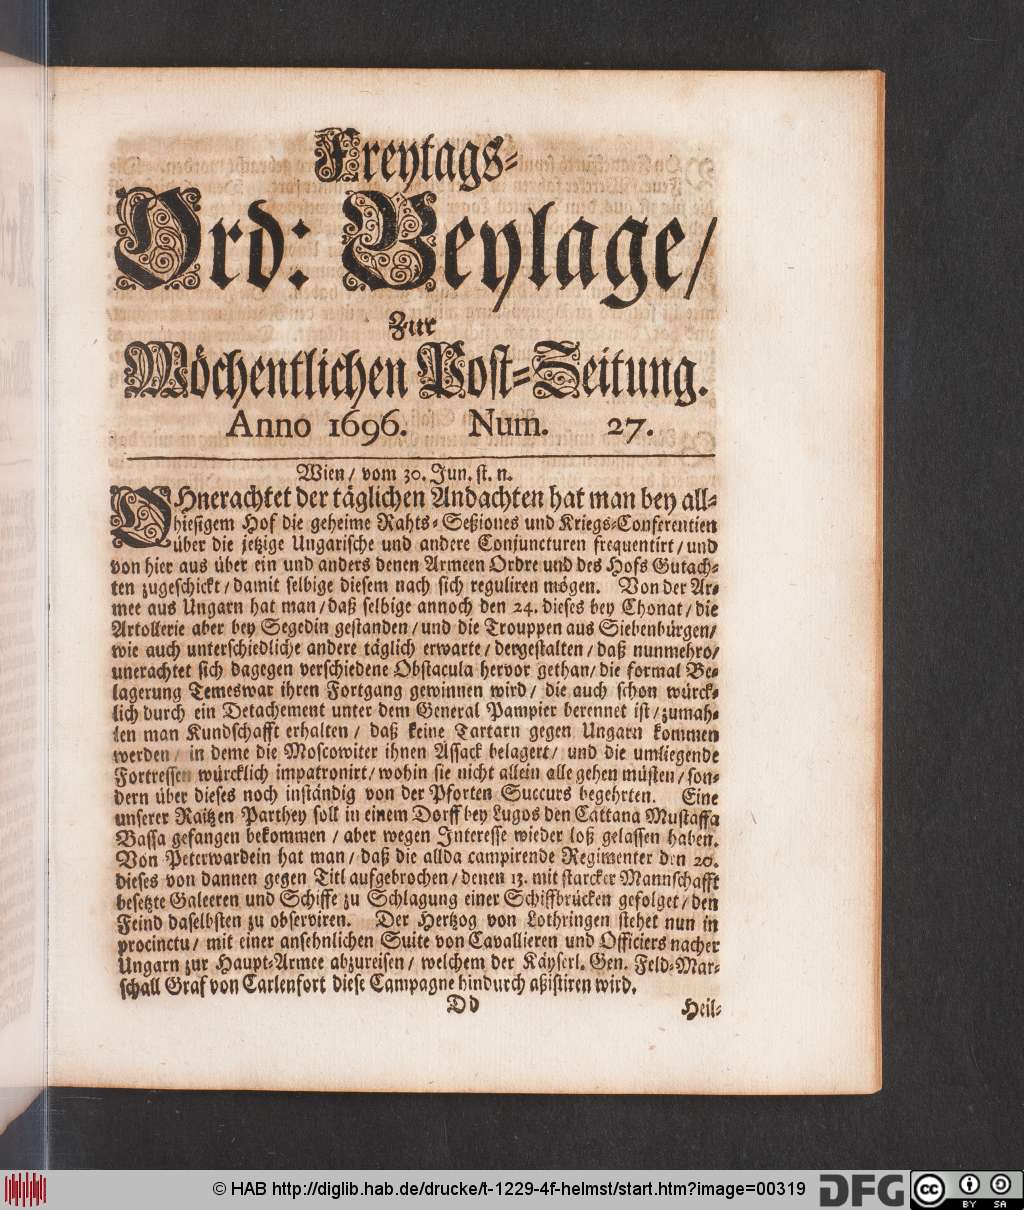 Freytags-
Ord: Beylage/
Zur
Wöchentlichen Post-Zeitung.
Anno 1696. Num. 27.
Wien/ vom 30. Jun. st. n.
OHnerachtet der täglichen Andachten hat man bey all-
hiesigem Hof die geheime Rahts-Seßiones und Kriegs-Conferentien
über die jetzige Ungarische und andere Conjuncturen frequentirt/ und
von hier aus über ein und anders denen Armeen Ordre und des Hofs Gutach-
ten zugeschickt/ damit selbige diesem nach sich reguliren mögen. Von der Ar-
mee aus Ungarn hat man/ daß selbige annoch den 24. dieses bey Chonat/ die
Artollerie aber bey Segedin gestanden/ und die Trouppen aus Siebenbürgen/
wie auch unterschiedliche andere täglich erwarte/ dergestalten/ daß nunmehro/
unerachtet sich dagegen verschiedene Obstacula hervor gethan/ die formal Be-
lagerung Temeswar ihren Fortgang gewinnen wird/ die auch schon würck-
lich durch ein Detachement unter dem General Pampier berennet ist/ zumah-
len man Kundschafft erhalten/ daß keine Tartarn gegen Ungarn kommen
werden/ in deme die Moscowiter ihnen Assack belagert/ und die umliegende
Fortressen würcklich impatronirt/ wohin sie nicht allein alle gehen müsten/ son-
dern über dieses noch inständig von der Pforten Succurs begehrten. Eine
unserer Raitzen Parthey soll in einem Dorff bey Lugos den Cattana Mustaffa
Bassa gefangen bekommen/ aber wegen Interesse wieder loß gelassen haben.
Von Peterwardein hat man/ daß die allda campirende Regimenter den 20.
dieses von dannen gegen Titl aufgebrochen/ denen 13. mit starcker Mannschafft
besetzte Galeeren und Schiffe zu Schlagung einer Schiffbrücken gefolget/ den
Feind daselbsten zu observiren. Der Hertzog von Lothringen stehet nun in
procinctu/ mit einer ansehnlichen Suite von Cavallieren und Officiers nacher
Ungarn zur Haupt-Armee abzureisen/ welchem der Käyserl. Gen. Feld-Mar-
schall Graf von Carlenfort diese Campagne hindurch aßistiren wird.
Dd Heil-
© HAB http://diglib.hab.de/drucke/t-1229-4f-helmst/start.htm?image=00319
DFG
cc BY SA